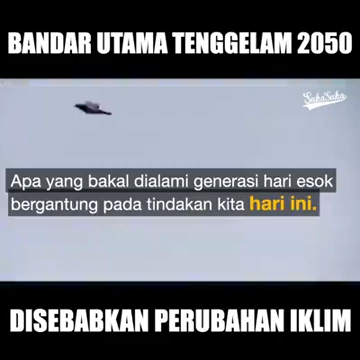 BANDAR UTAMA TENGGELAM 2050
SakaSaka
Apa yang bakal dialami generasi hari esok
bergantung pada tindakan kita hari ini.
DISEBABKAN PERUBAHAN IKLIM